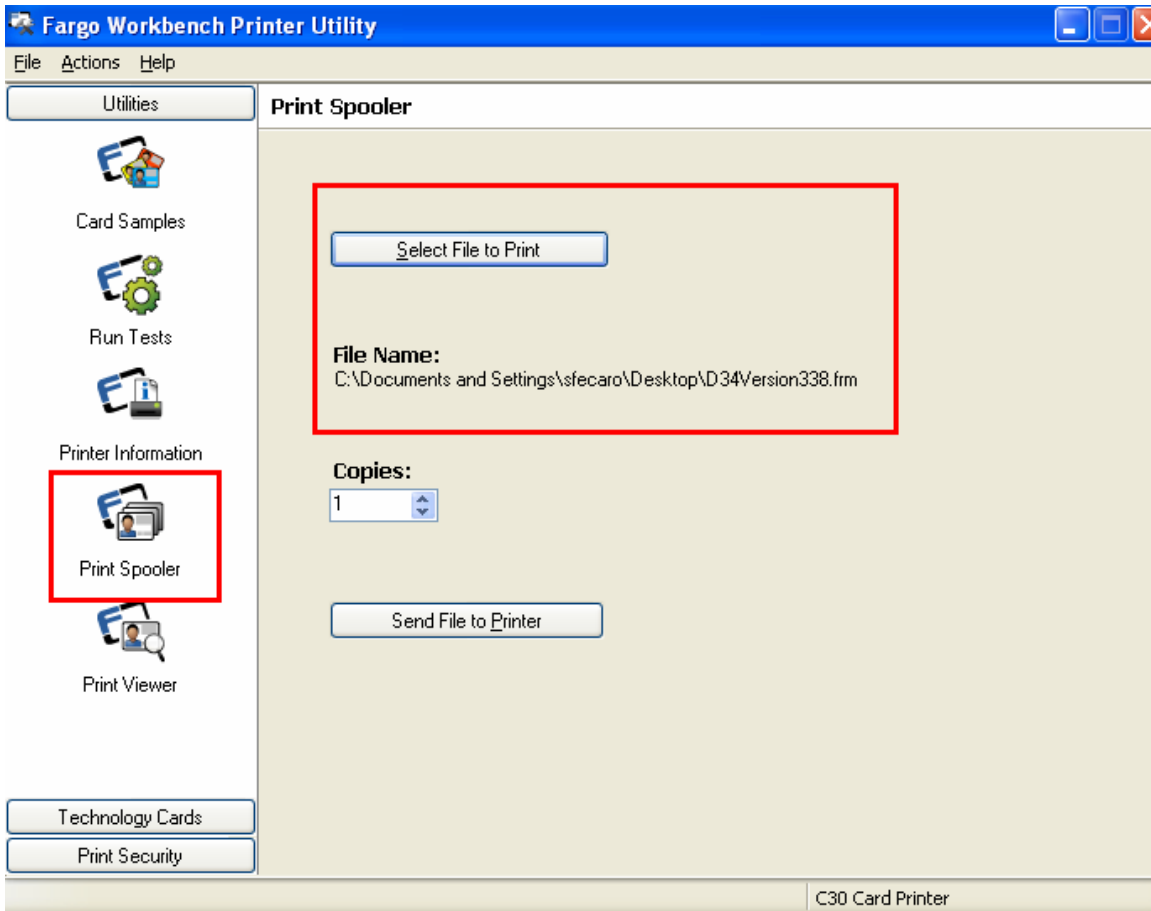 Fargo Workbench Printer Utility
File Actions Help
Utilities
Card Samples
Run Tests
Printer Information
Print Spooler
Print Viewer
Technology Cards
Print Security
Print Spooler
Select File to Print
File Name:
C:\Documents and Settings\sfecaro\Desktop\D34Version338.frm
Copies:
1
Send File to Printer
C30 Card Printer